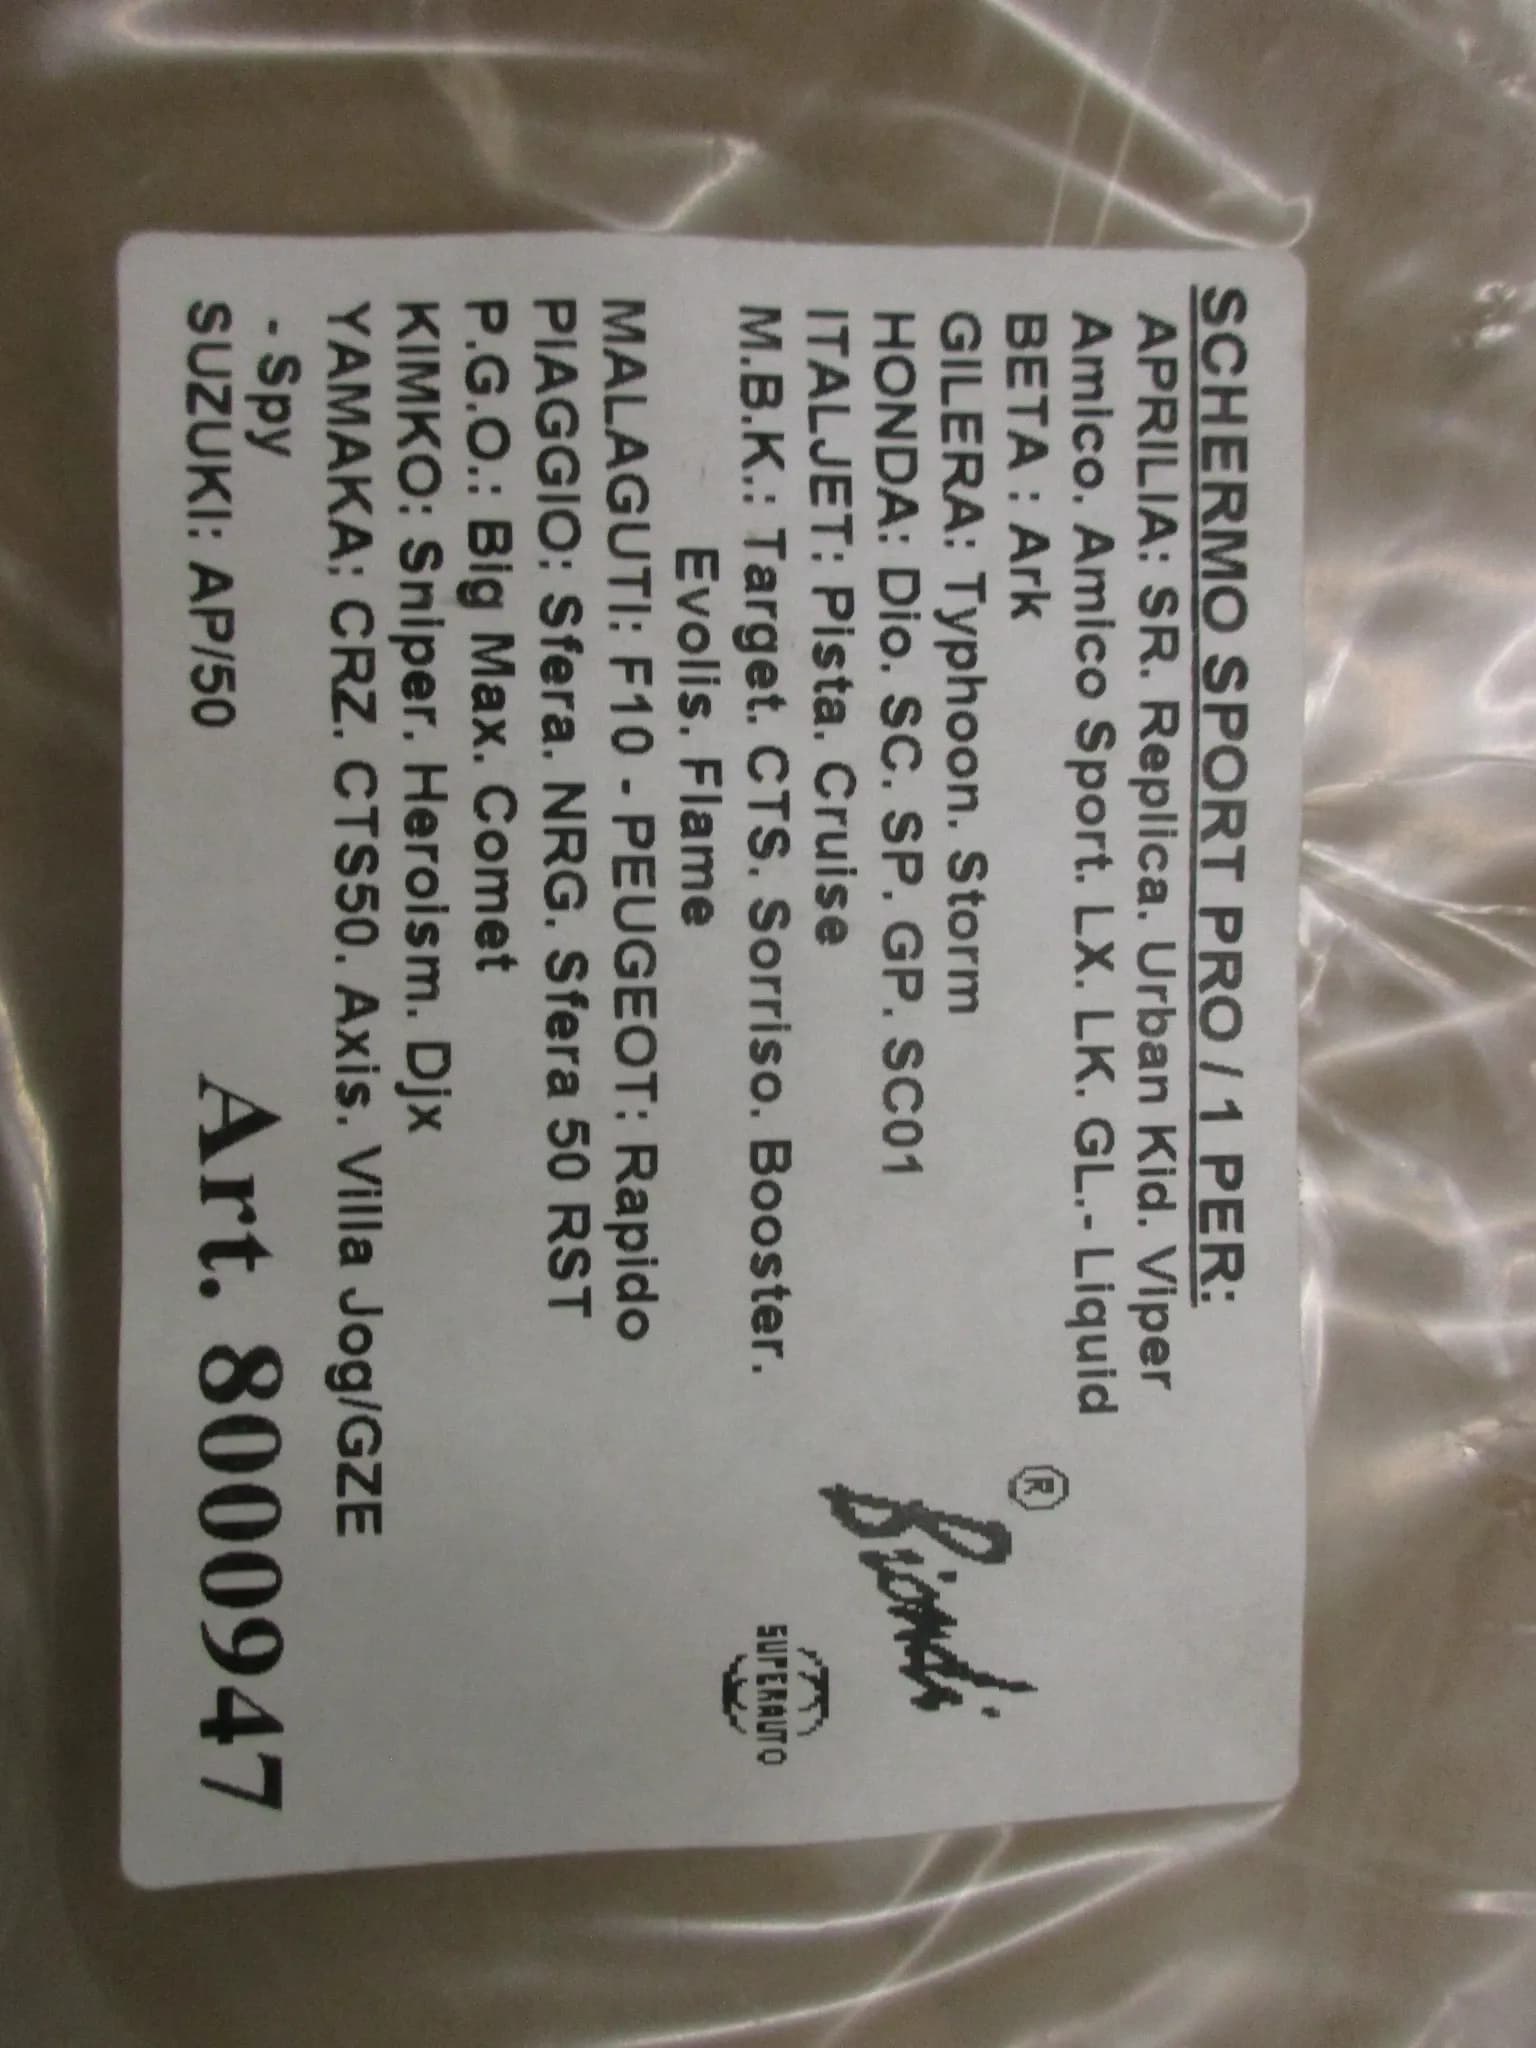 SCHERMO SPORT PRO / 1 PER:
APRILIA: SR. Replica. Urban Kid. Viper
Amico. Amico Sport. LX. LK. GL.- Liquid
BETA : Ark
GILERA: Typhoon. Storm
HONDA: Dio. SC. SP. GP. SC01
ITALJET: Pista. Cruise
M.B.K.: Target. CTS. Sorriso. Booster.
Evolis. Flame
MALAGUTI: F10 - PEUGEOT: Rapido
PIAGGIO: Sfera. NRG. Sfera 50 RST
P.G.O.: Big Max. Comet
KIMKO: Sniper. Heroism. Djx
YAMAKA: CRZ. CTS50. Axis. Villa Jog/GZE
- Spy
SUZUKI: AP/50
Art. 8000947
®
Biondi
SUPERAUTO